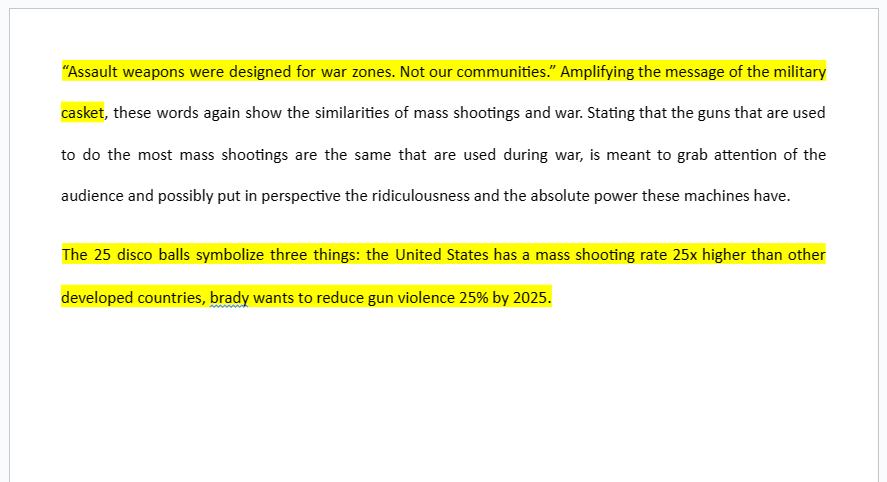 “Assault weapons were designed for war zones. Not our communities.” Amplifying the message of the military
casket, these words again show the similarities of mass shootings and war. Stating that the guns that are used
to do the most mass shootings are the same that are used during war, is meant to grab attention of the
audience and possibly put in perspective the ridiculousness and the absolute power these machines have.
The 25 disco balls symbolize three things: the United States has a mass shooting rate 25x higher than other
developed countries, brady wants to reduce gun violence 25% by 2025.